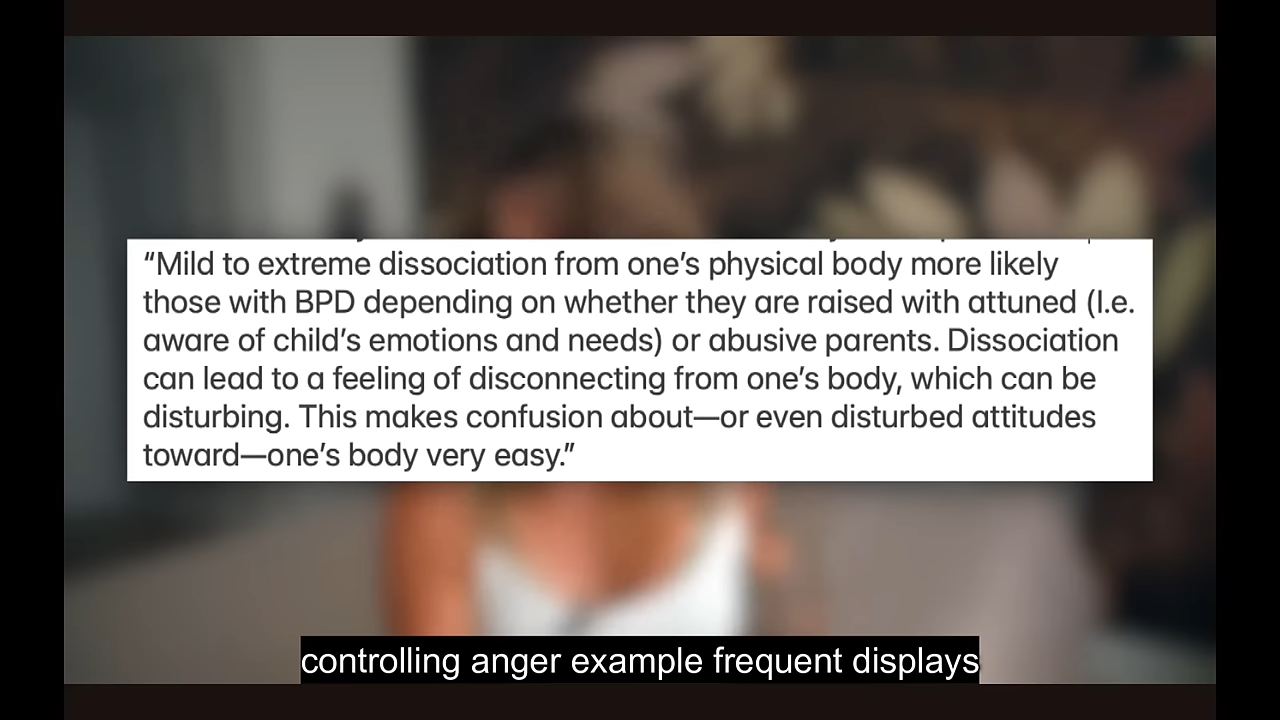 “Mild to extreme dissociation from one’s physical body more likely
those with BPD depending on whether they are raised with attuned (I.e.
aware of child’s emotions and needs) or abusive parents. Dissociation
can lead to a feeling of disconnecting from one’s body, which can be
disturbing. This makes confusion about—or even disturbed attitudes
toward—one’s body very easy.”
controlling anger example frequent displays